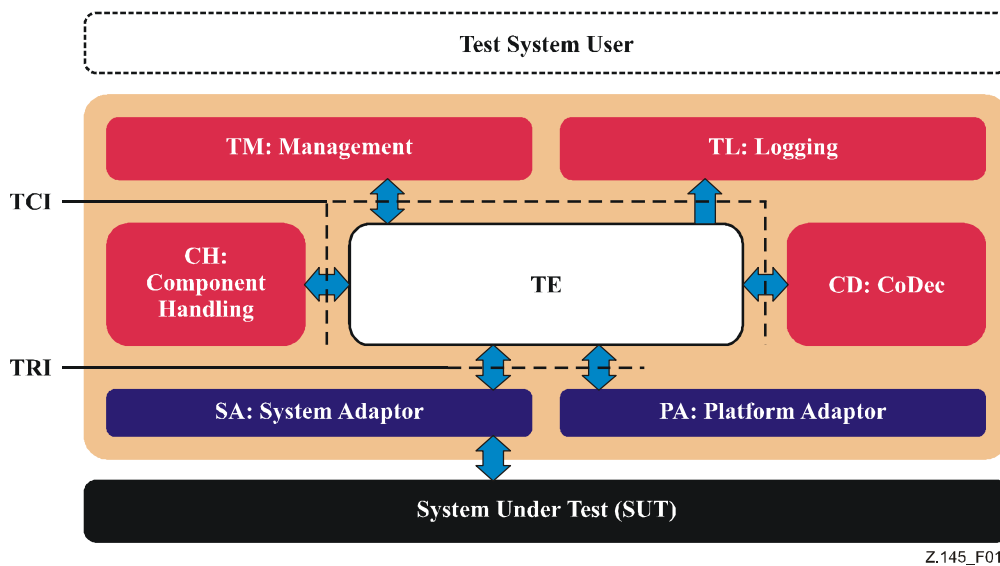 Test System User
TM: Management
TL: Logging
TCI
CH:
Component
Handling
TE
CD: CoDec
TRI
SA: System Adaptor
PA: Platform Adaptor
System Under Test (SUT)
Z.145_F01